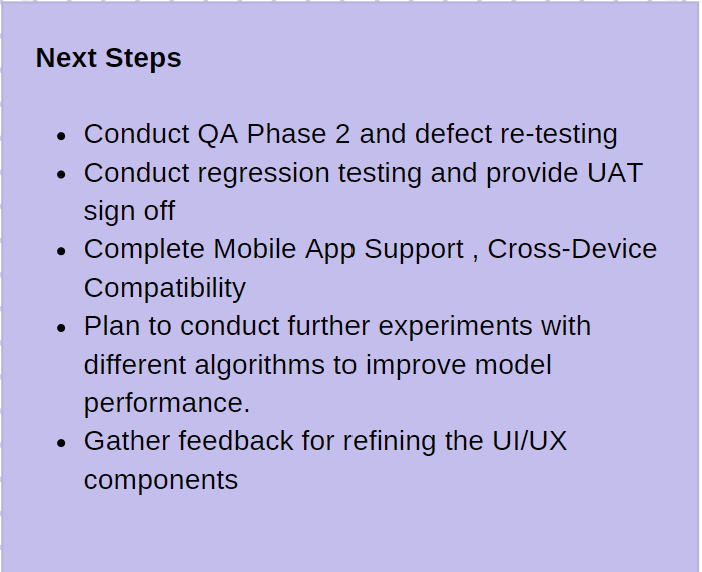 Next Steps
• Conduct QA Phase 2 and defect re-testing
• Conduct regression testing and provide UAT
sign off
• Complete Mobile App Support , Cross-Device
Compatibility
• Plan to conduct further experiments with
different algorithms to improve model
performance.
• Gather feedback for refining the UI/UX
components